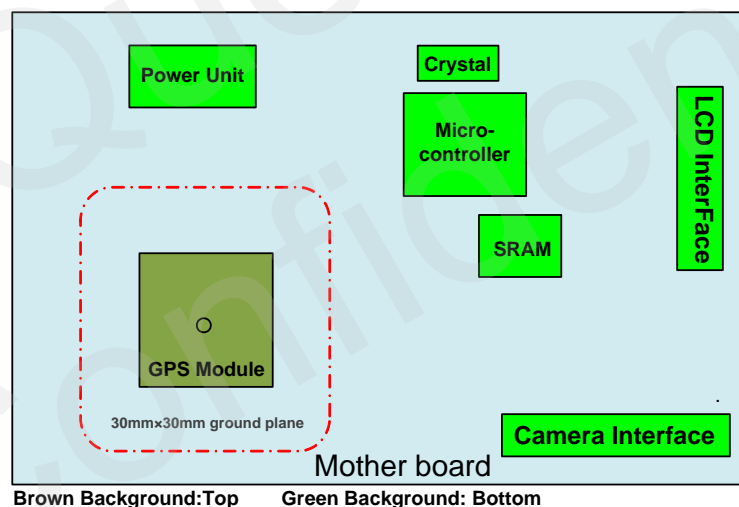 Power Unit
Crystal
Micro-
controller
LCD InterFace
SRAM
GPS Module
30mm×30mm ground plane
Camera Interface
Mother board
Brown Background:Top Green Background: Bottom